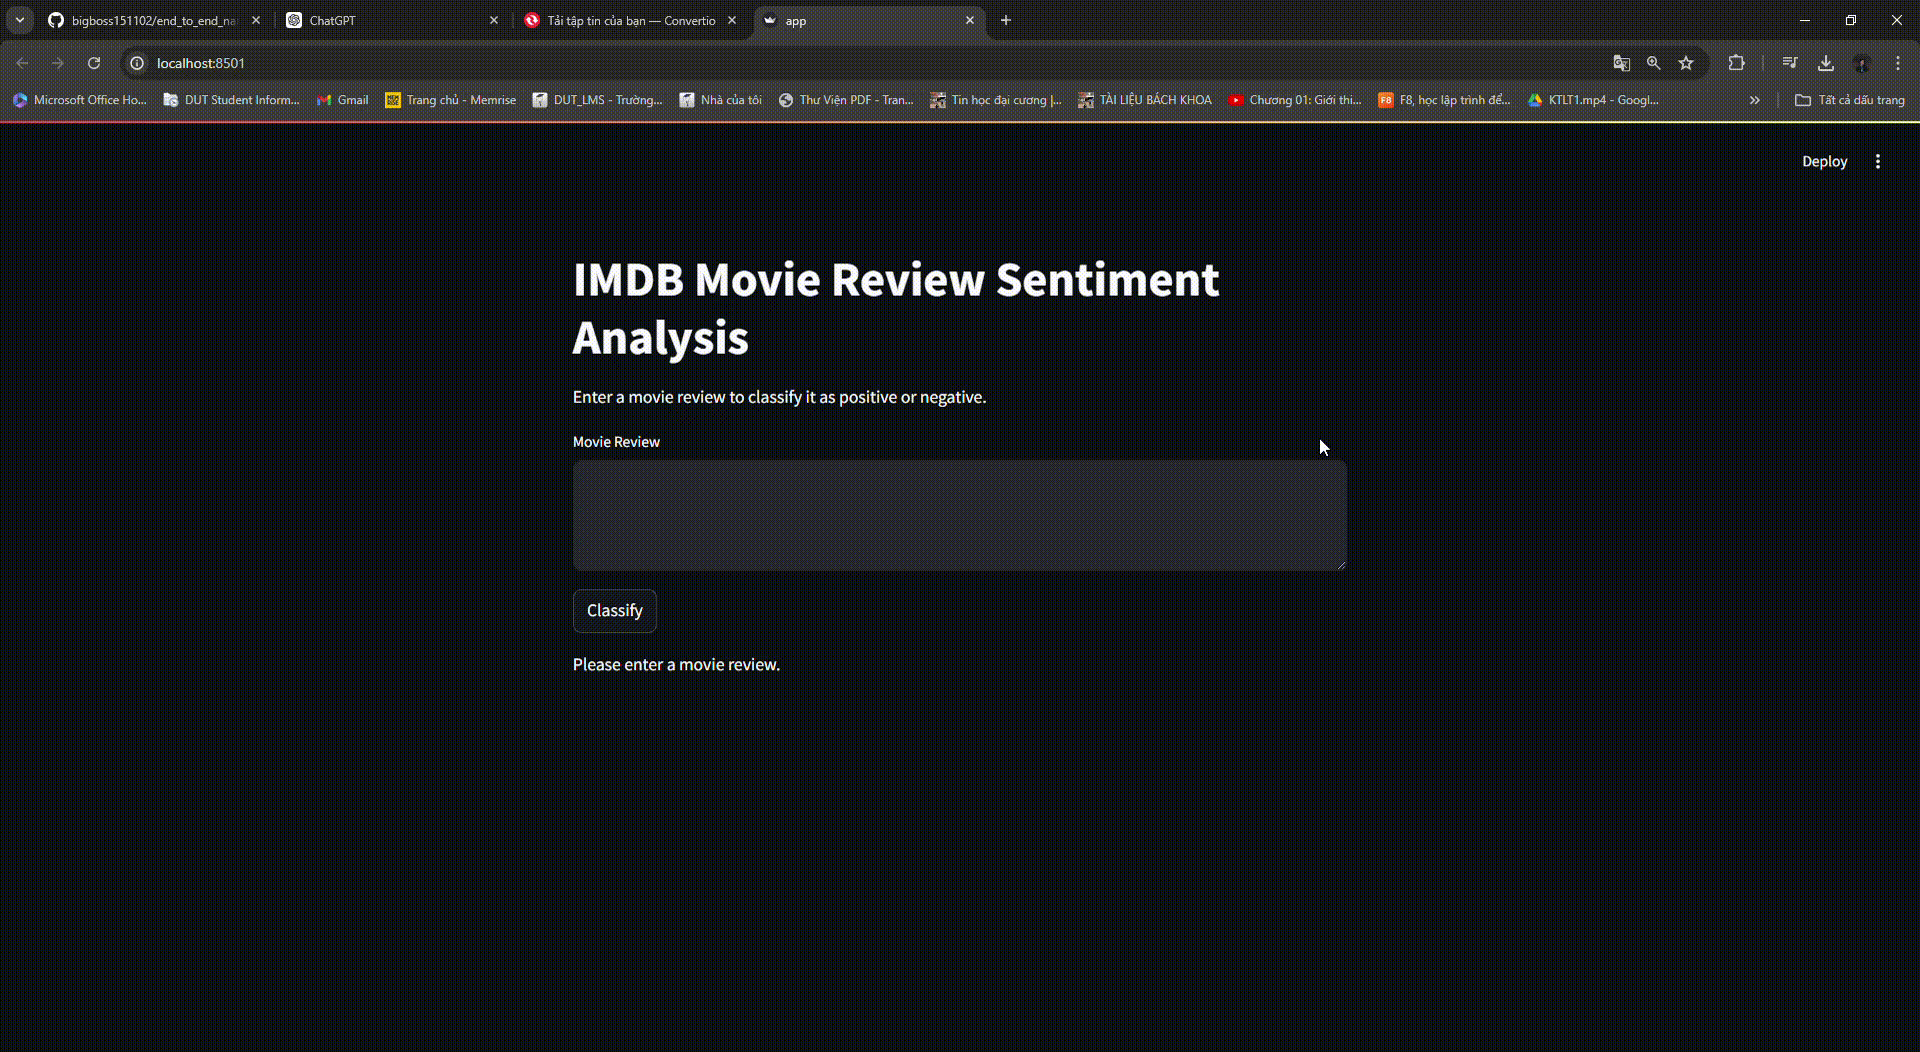 bigboss151102/end_to_end_na
ChatGPT
Tải tập tin của bạn — Convertio
app
localhost:8501
Microsoft Office Ho...
DUT Student Inform...
Gmail
Trang chủ - Memrise
DUT_LMS - Trường...
Nhà của tôi
Thư Viện PDF - Tran...
Tin học đại cương |...
TÀI LIỆU BÁCH KHOA
Chương 01: Giới thi...
F8
F8, học lập trình để...
KTLT1.mp4 - Googl...
Tất cả dấu trang
Deploy
IMDB Movie Review Sentiment
Analysis
Enter a movie review to classify it as positive or negative.
Movie Review
Classify
Please enter a movie review.